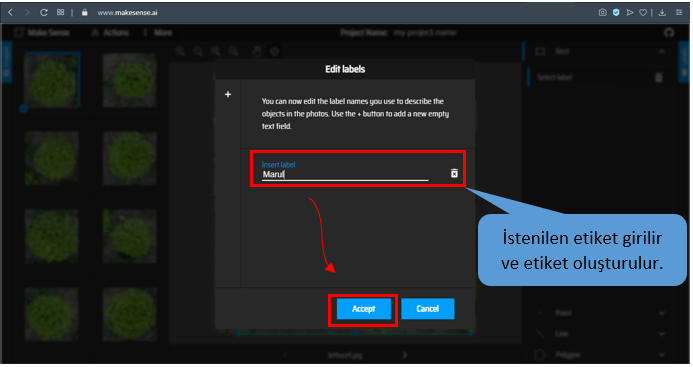 www.makesense.ai
Make Sense
Actions
More
Project Name: my-project-name
Edit labels
Rect
Select label
+
You can now edit the label names you use to describe the
objects in the photos. Use the + button to add a new empty
text field.
Insert label
Marul
İstenilen etiket girilir
ve etiket oluşturulur.
Accept
Cancel
Point
Line
Polygon